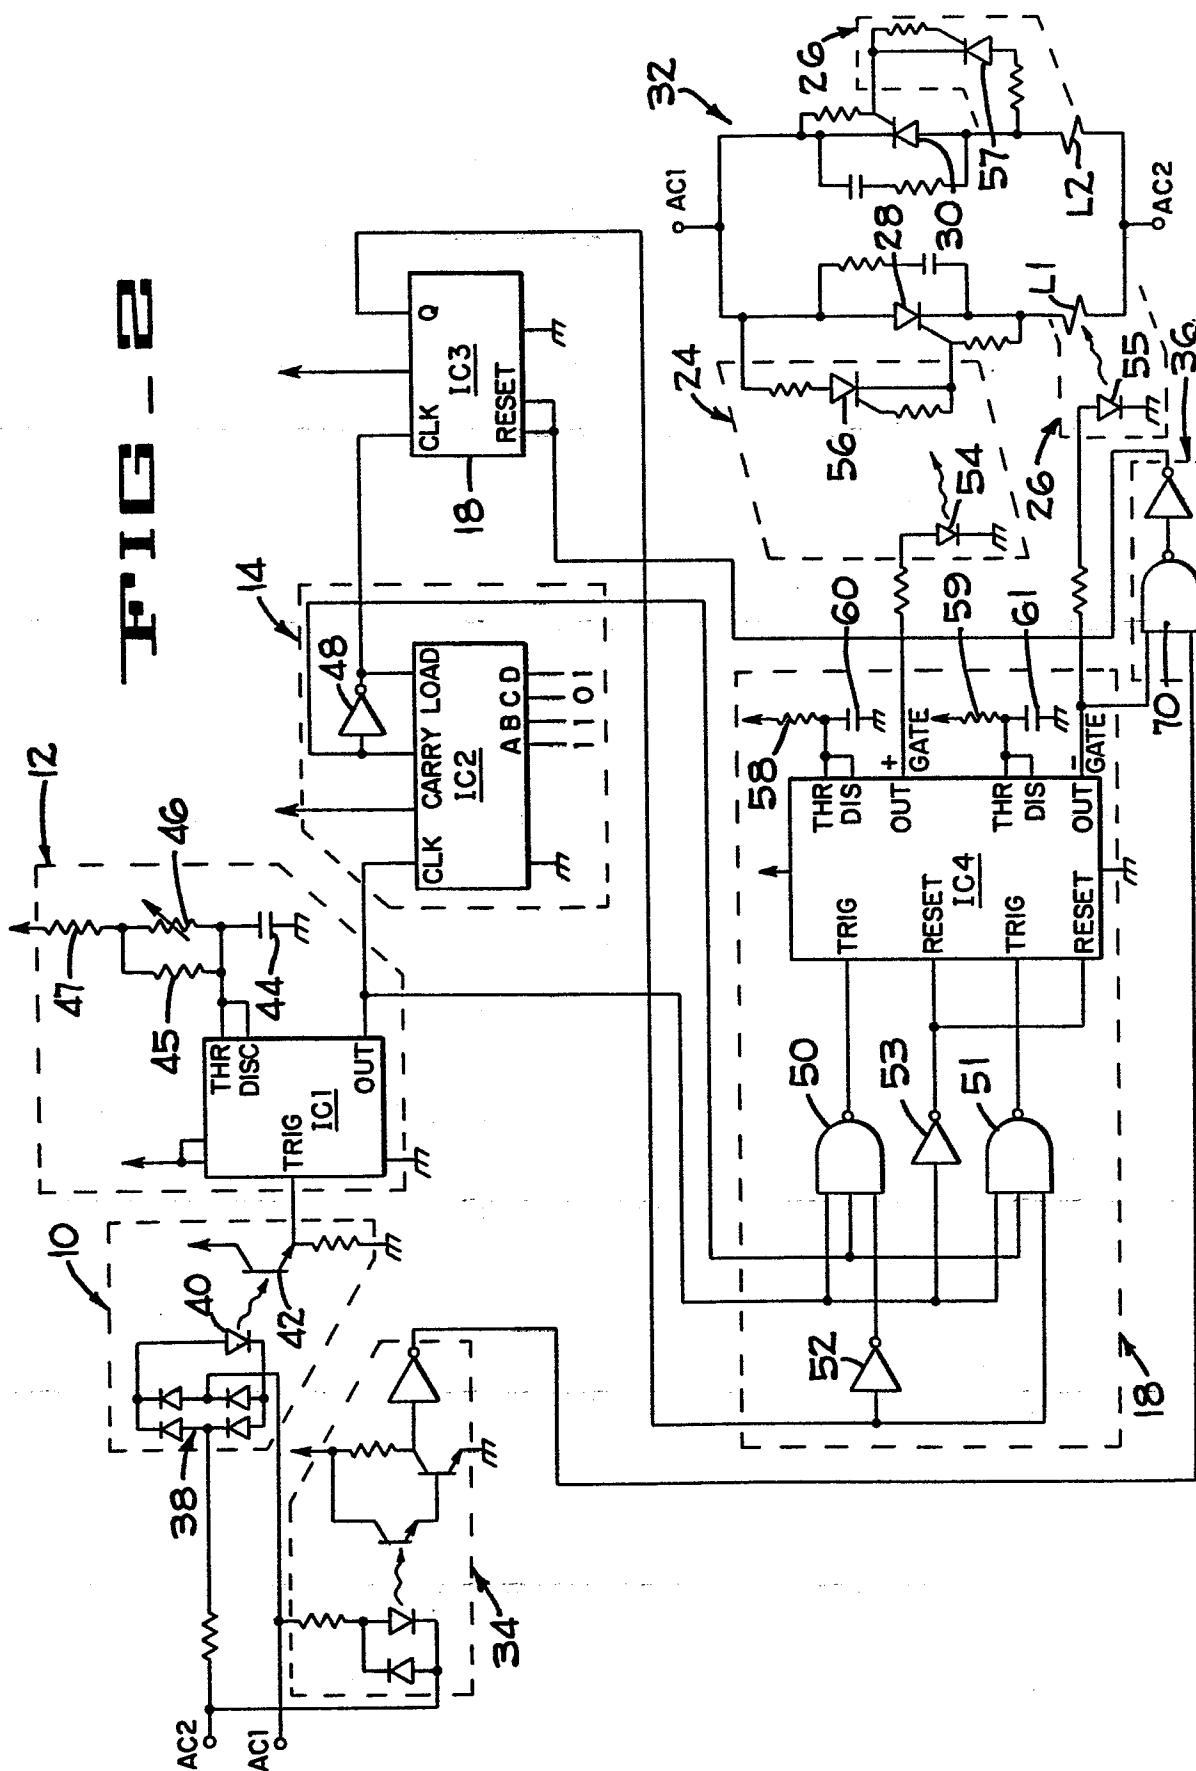 FIG - 2
10
40
42
38
AC2
AC1
34
12
47
46
45
44
THR
DISC
IC1
TRIG
OUT
14
48
CLK
CARRY
LOAD
IC2
A B C D
1 1 0 1
CLK
Q
IC3
RESET
18
50
53
51
52
18
TRIG
RESET
TRIG
RESET
IC4
THR
DIS
OUT
THR
DIS
OUT
+
GATE
-
GATE
58
60
59
61
70
36
24
56
54
26
55
L1
28
30
26
57
L2
32
AC1
AC2